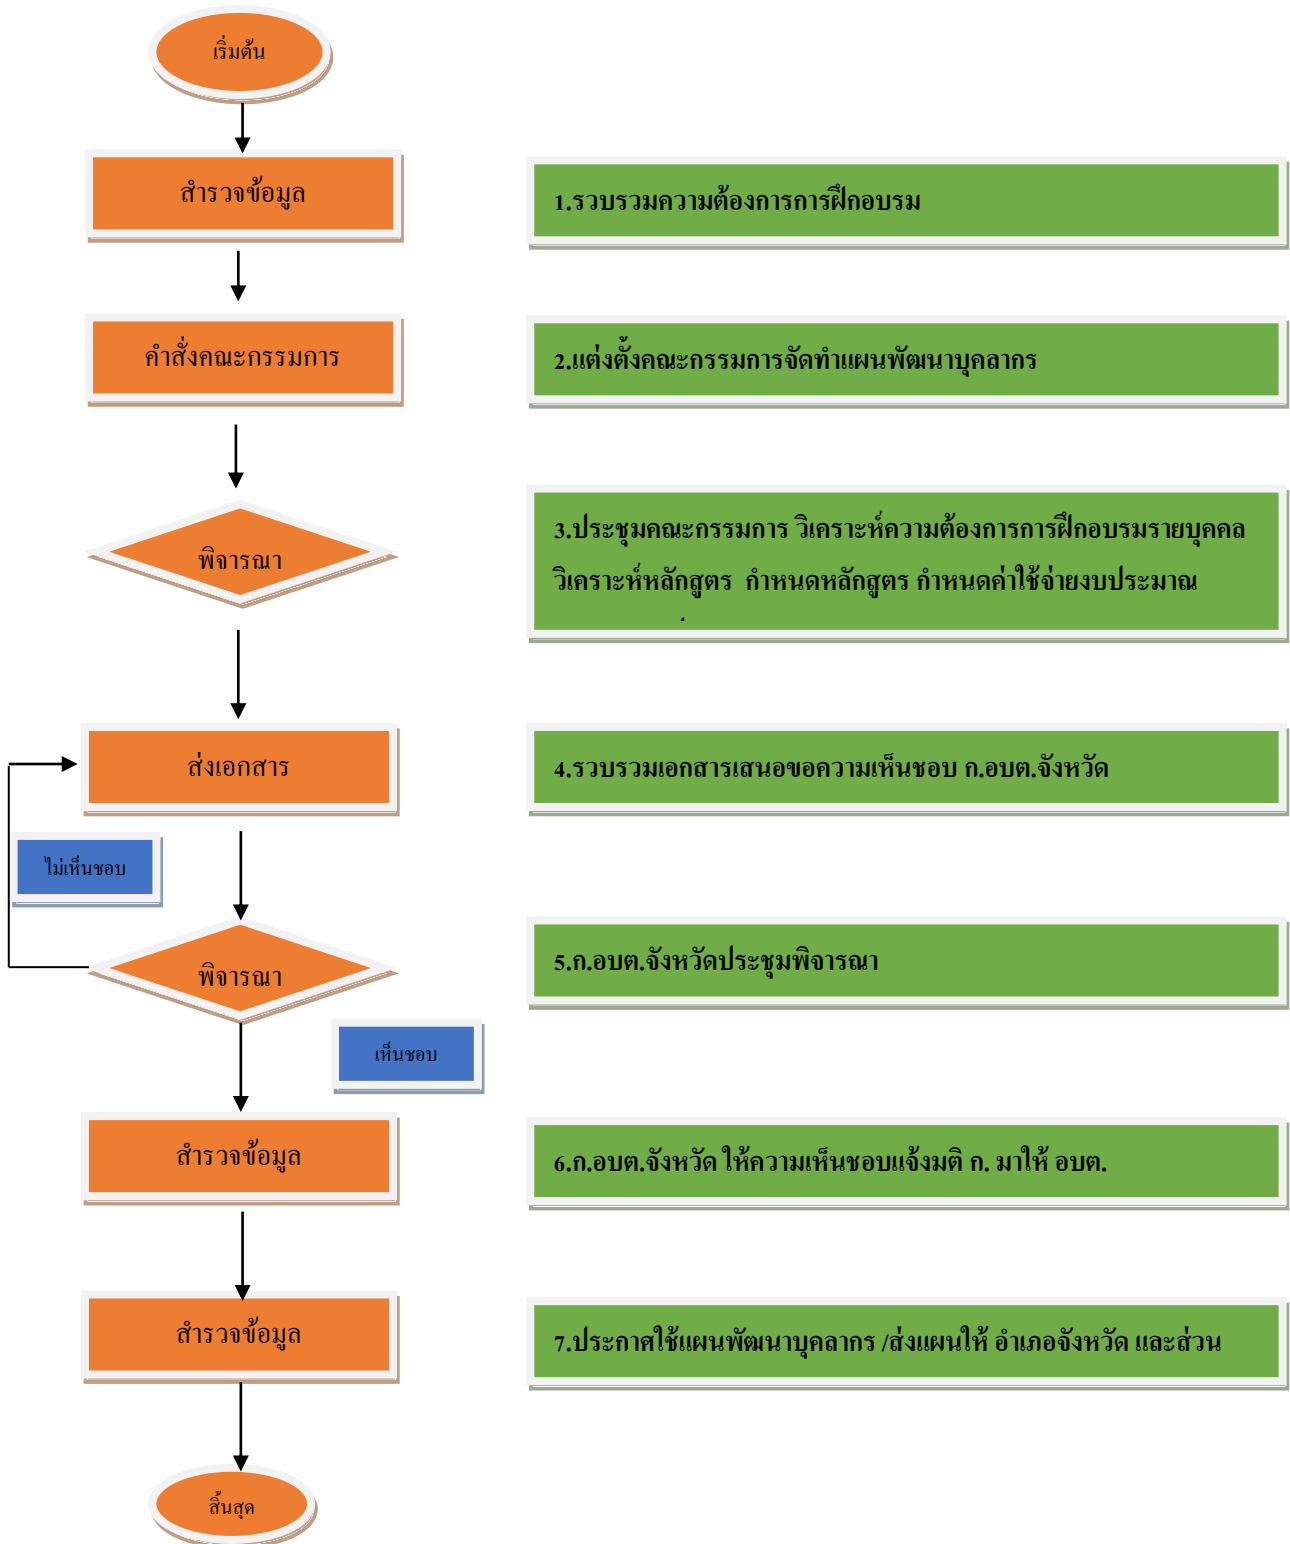 เริ่มต้น
สำรวจข้อมูล
1.รวบรวมความต้องการการฝึกอบรม
คำสั่งคณะกรรมการ
2.แต่งตั้งคณะกรรมการจัดทำแผนพัฒนาบุคลากร
พิจารณา
3.ประชุมคณะกรรมการ วิเคราะห์ความต้องการการฝึกอบรมรายบุคคล
วิเคราะห์หลักสูตร กำหนดหลักสูตร กำหนดค่าใช้จ่ายงบประมาณ
ส่งเอกสาร
4.รวบรวมเอกสารเสนอขอความเห็นชอบ ก.อบต.จังหวัด
ไม่เห็นชอบ
พิจารณา
5.ก.อบต.จังหวัดประชุมพิจารณา
เห็นชอบ
สำรวจข้อมูล
6.ก.อบต.จังหวัด ให้ความเห็นชอบแจ้งมติ ก. มาให้ อบต.
สำรวจข้อมูล
7.ประกาศใช้แผนพัฒนาบุคลากร /ส่งแผนให้ อำเภอจังหวัด และส่วน
สิ้นสุด